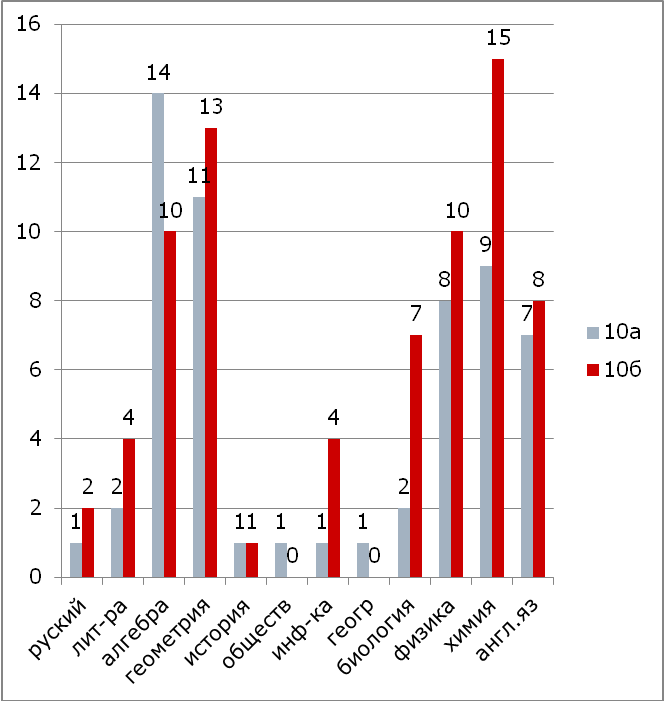 16
14
12
10
8
6
4
2
0
1 2
2 4
14 10
11 13
1 1
1 0
1 4
1 0
2 7
8 10
9 15
7 8
руский
лит-ра
алгебра
геометрия
история
обществ
инф-ка
геогр
биология
физика
химия
англ.яз
10а
10б